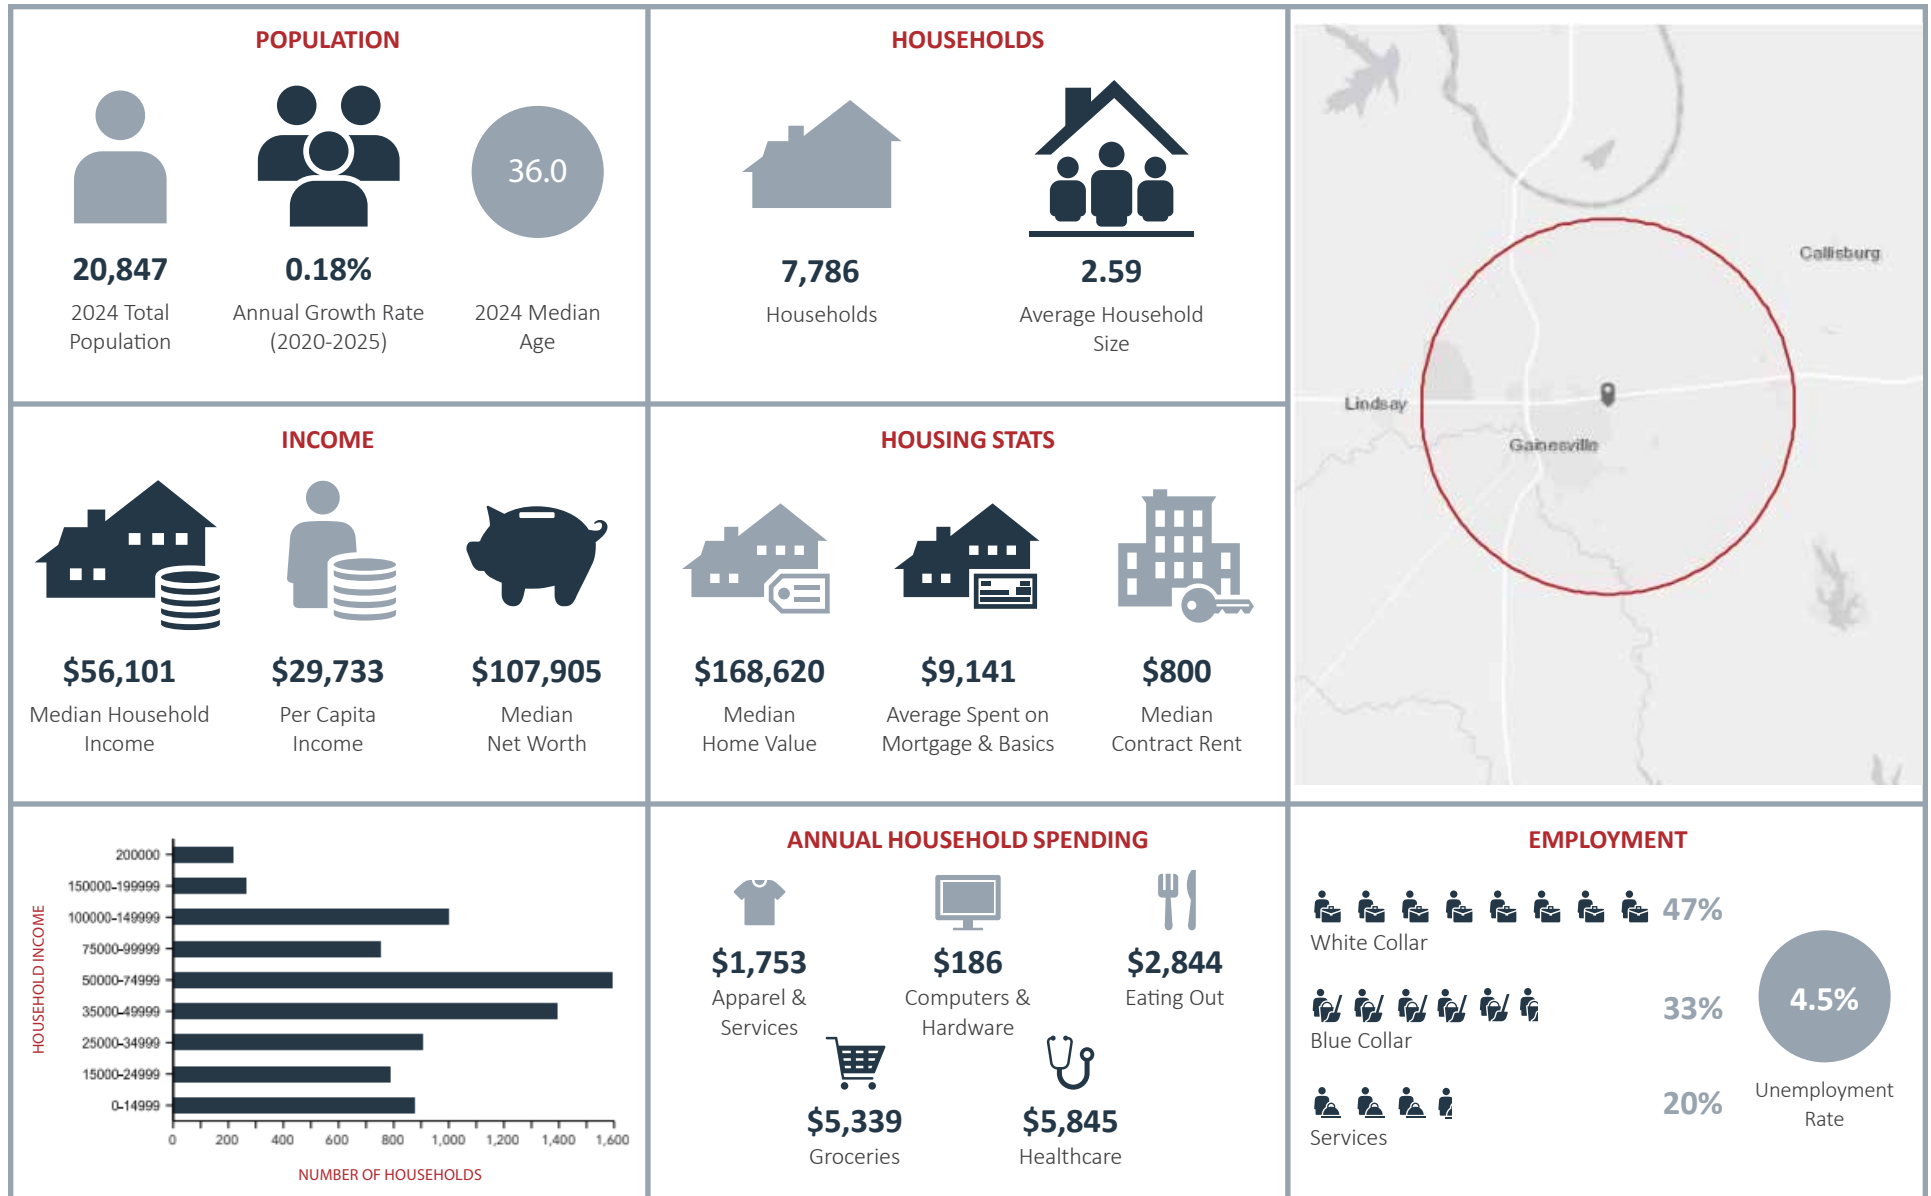 POPULATION
36.0
20,847
2024 Total
Population
0.18%
Annual Growth Rate
(2020-2025)
2024 Median
Age
HOUSEHOLDS
7,786
Households
2.59
Average Household
Size
Callisburg
Lindsay
Gainesville
INCOME
$56,101
Median Household
Income
$29,733
Per Capita
Income
$107,905
Median
Net Worth
HOUSING STATS
$168,620
Median
Home Value
$9,141
Average Spent on
Mortgage & Basics
$800
Median
Contract Rent
HOUSEHOLD INCOME
200000
150000-199999
100000-149999
75000-99999
50000-74999
35000-49999
25000-34999
15000-24999
0-14999
0 200 400 600 800 1,000 1,200 1,400 1,600
NUMBER OF HOUSEHOLDS
ANNUAL HOUSEHOLD SPENDING
$1,753
Apparel &
Services
$186
Computers &
Hardware
$2,844
Eating Out
$5,339
Groceries
$5,845
Healthcare
EMPLOYMENT
47%
White Collar
33%
Blue Collar
20%
Services
4.5%
Unemployment
Rate